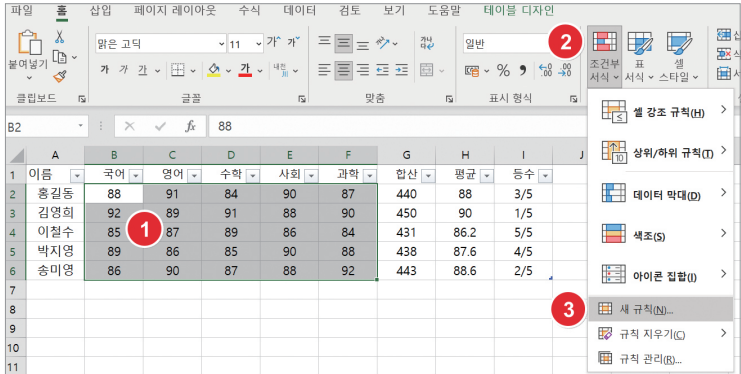 파일 홈 삽입 페이지 레이아웃 수식 데이터 검토 보기 도움말 테이블 디자인
붙여넣기
맑은 고딕 11 가^ 가ˇ
가 가 가 가 내천
가나다
일반
% 9
조건부 서식 표 서식 셀 스타일
2
클립보드 글꼴 맞춤 표시 형식
B2 fx 88
A B C D E F G H I J
1 이름 국어 영어 수학 사회 과학 합산 평균 등수
2 홍길동 88 91 84 90 87 440 88 3/5
3 김영희 92 89 91 88 90 450 90 1/5
4 이철수 85 87 89 86 84 431 86.2 5/5
5 박지영 89 86 85 90 88 438 87.6 4/5
6 송미영 86 90 87 88 92 443 88.6 2/5
7
8
9
10
11
1
셀 강조 규칙(H)
상위/하위 규칙(T)
데이터 막대(D)
색조(S)
아이콘 집합(I)
3
새 규칙(N)...
규칙 지우기(C)
규칙 관리(R)...